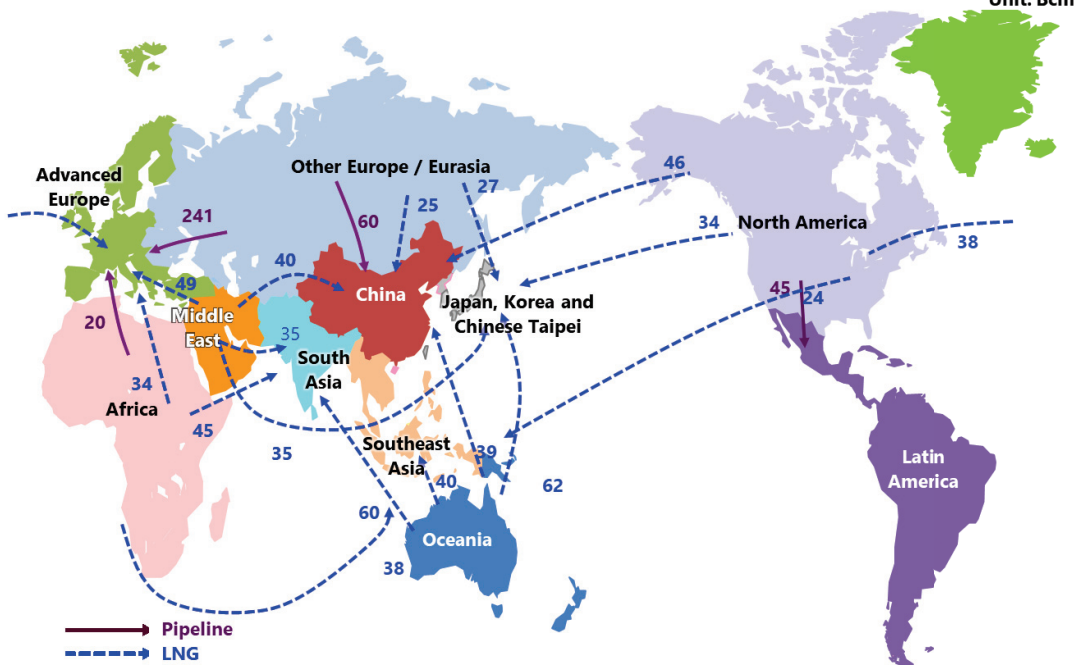 Unit: Bcm
Other Europe / Eurasia
46
Advanced
Europe
27
25
241
60
34
North America
38
40
49
China
45
24
Japan, Korea and
Chinese Taipei
Middle
East
20
35
South
Asia
34
Africa
45
35
Southeast
Asia
39
40
62
Latin
America
60
Oceania
38
Pipeline
LNG